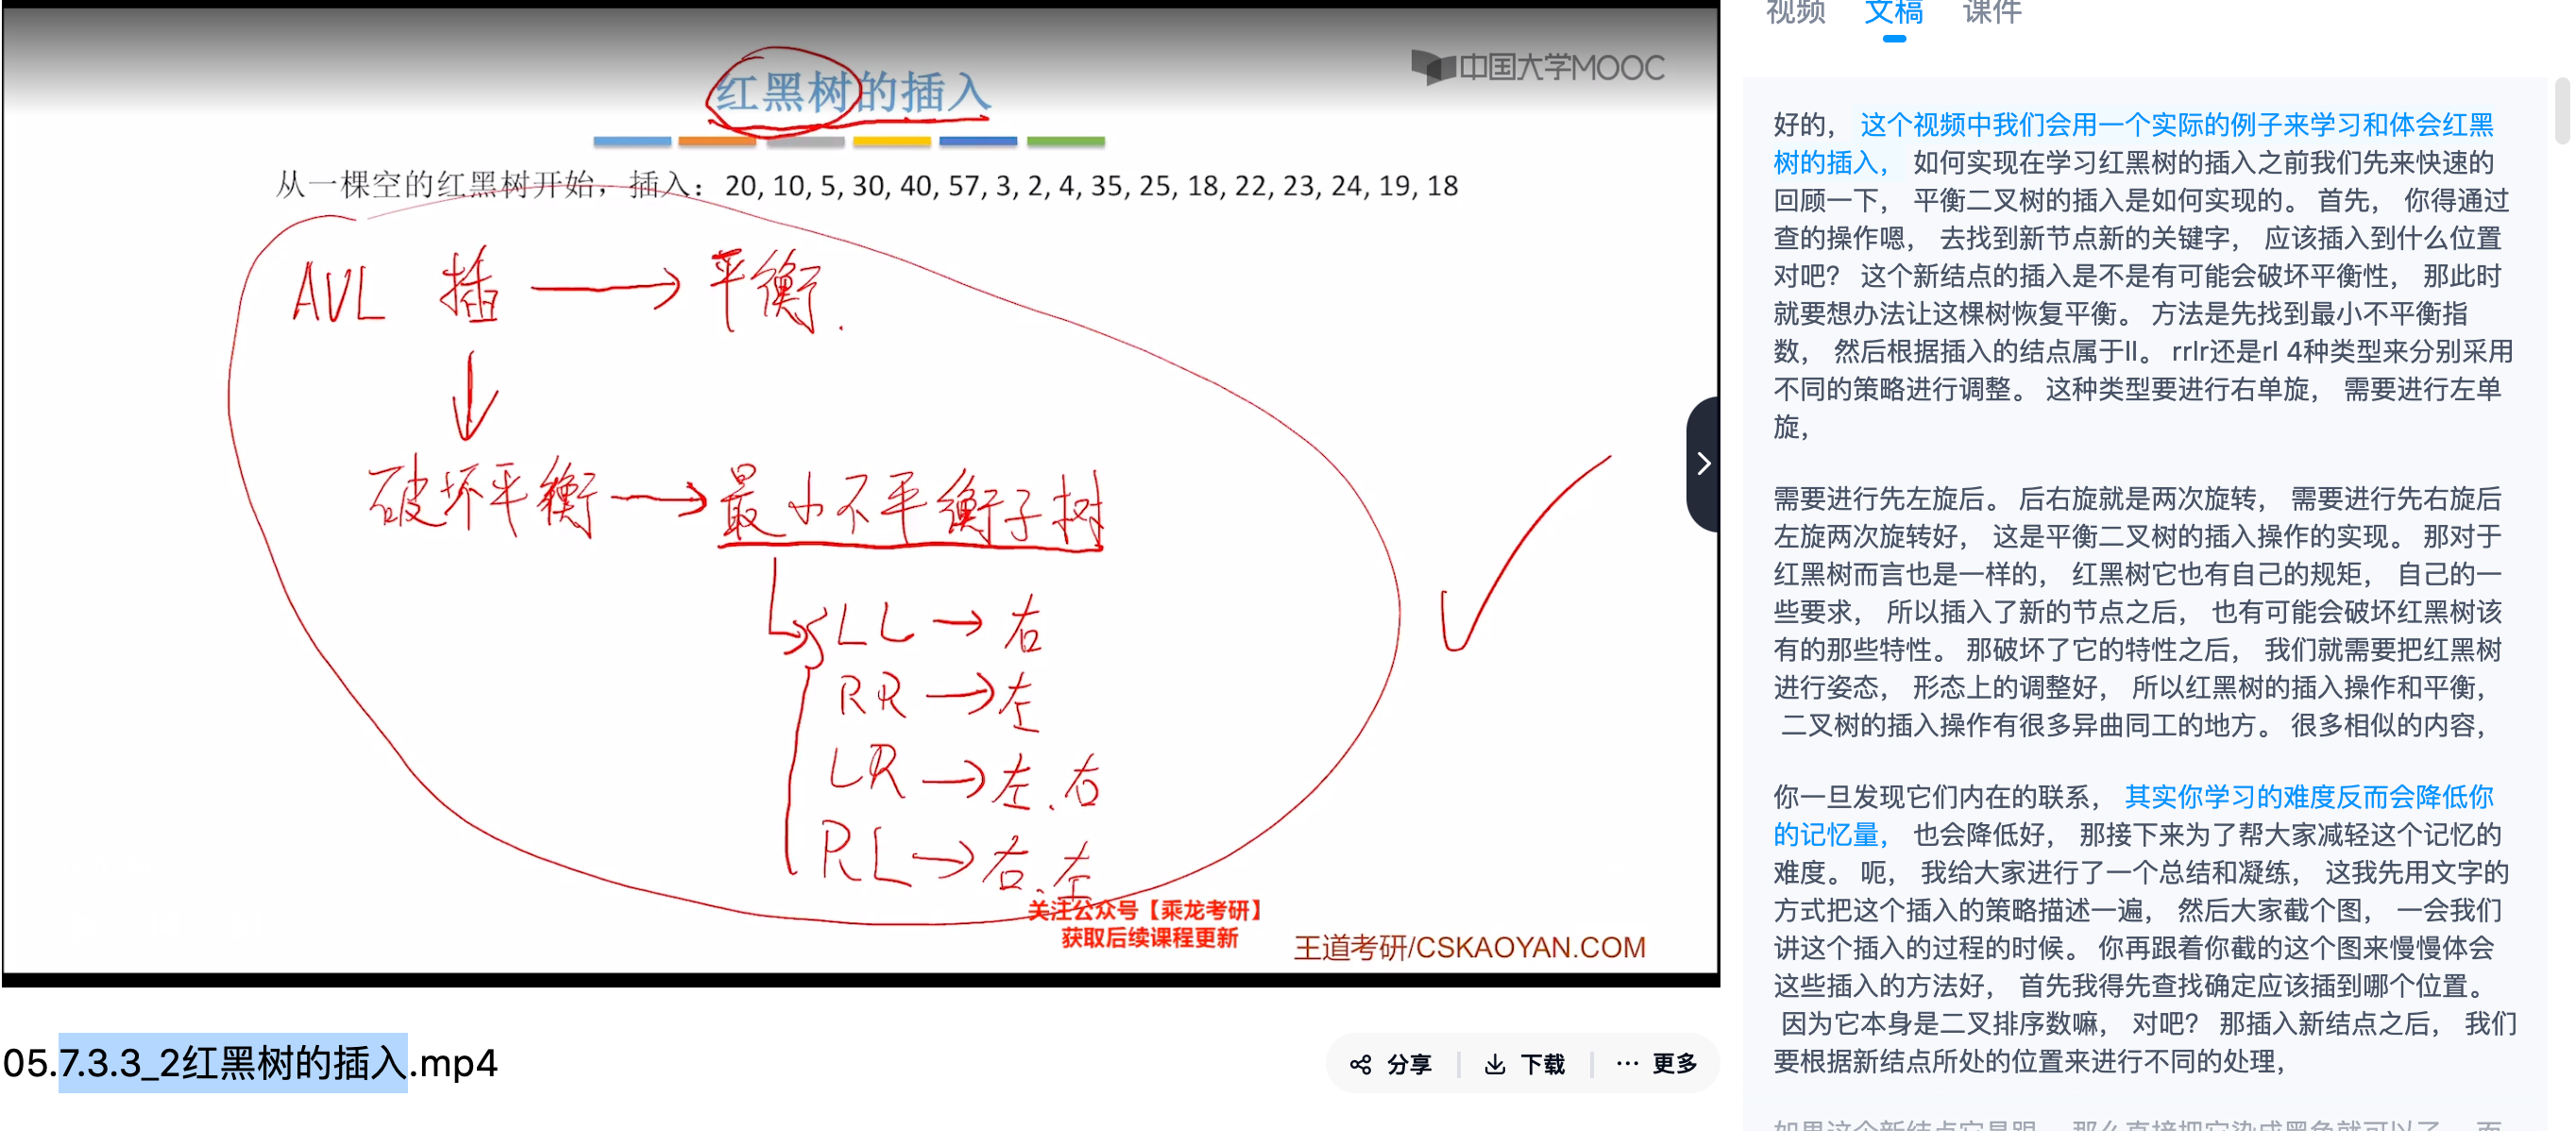 红黑树的插入
中国大学MOOC
从一棵空的红黑树开始，插入：20, 10, 5, 30, 40, 57, 3, 2, 4, 35, 25, 18, 22, 23, 24, 19, 18
AVL 插 → 平衡.
↓
破坏平衡 → 最小不平衡子树
LL → 右
RR → 左
LR → 左.右
RL → 右.左
关注公众号【乘龙考研】
获取后续课程更新
王道考研/CSKAOYAN.COM
05.7.3.3_2红黑树的插入.mp4
分享 下载 更多
视频 文稿 课件
好的， 这个视频中我们会用一个实际的例子来学习和体会红黑
树的插入， 如何实现在学习红黑树的插入之前我们先来快速的
回顾一下， 平衡二叉树的插入是如何实现的。 首先， 你得通过
查的操作嗯， 去找到新节点新的关键字， 应该插入到什么位置
对吧？ 这个新结点的插入是不是有可能会破坏平衡性， 那此时
就要想办法让这棵树恢复平衡。 方法是先找到最小不平衡指
数， 然后根据插入的结点属于ll。 rrlr还是rl 4种类型来分别采用
不同的策略进行调整。 这种类型要进行右单旋， 需要进行左单
旋，
需要进行先左旋后。 后右旋就是两次旋转， 需要进行先右旋后
左旋两次旋转好， 这是平衡二叉树的插入操作的实现。 那对于
红黑树而言也是一样的， 红黑树它也有自己的规矩， 自己的一
些要求， 所以插入了新的节点之后， 也有可能会破坏红黑树该
有的那些特性。 那破坏了它的特性之后， 我们就需要把红黑树
进行姿态， 形态上的调整好， 所以红黑树的插入操作和平衡，
二叉树的插入操作有很多异曲同工的地方。 很多相似的内容，
你一旦发现它们内在的联系， 其实你学习的难度反而会降低你
的记忆量， 也会降低好， 那接下来为了帮大家减轻这个记忆的
难度。 呃， 我给大家进行了一个总结和凝练， 这我先用文字的
方式把这个插入的策略描述一遍， 然后大家截个图， 一会我们
讲这个插入的过程的时候。 你再跟着你截的这个图来慢慢体会
这些插入的方法好， 首先我得先查找确定应该插到哪个位置。
因为它本身是二叉排序数嘛， 对吧？ 那插入新结点之后， 我们
要根据新结点所处的位置来进行不同的处理，
如果这个新结点它是跟， 那么直接把它染成黑色就可以了。 而